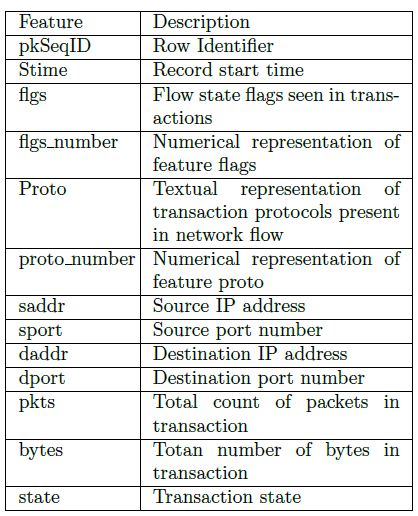 Feature Description
pkSeqID Row Identifier
Stime Record start time
flgs Flow state flags seen in trans-
actions
flgs_number Numerical representation of
feature flags
Proto Textual representation of
transaction protocols present
in network flow
proto_number Numerical representation of
feature proto
saddr Source IP address
sport Source port number
daddr Destination IP address
dport Destination port number
pkts Total count of packets in
transaction
bytes Totan number of bytes in
transaction
state Transaction state